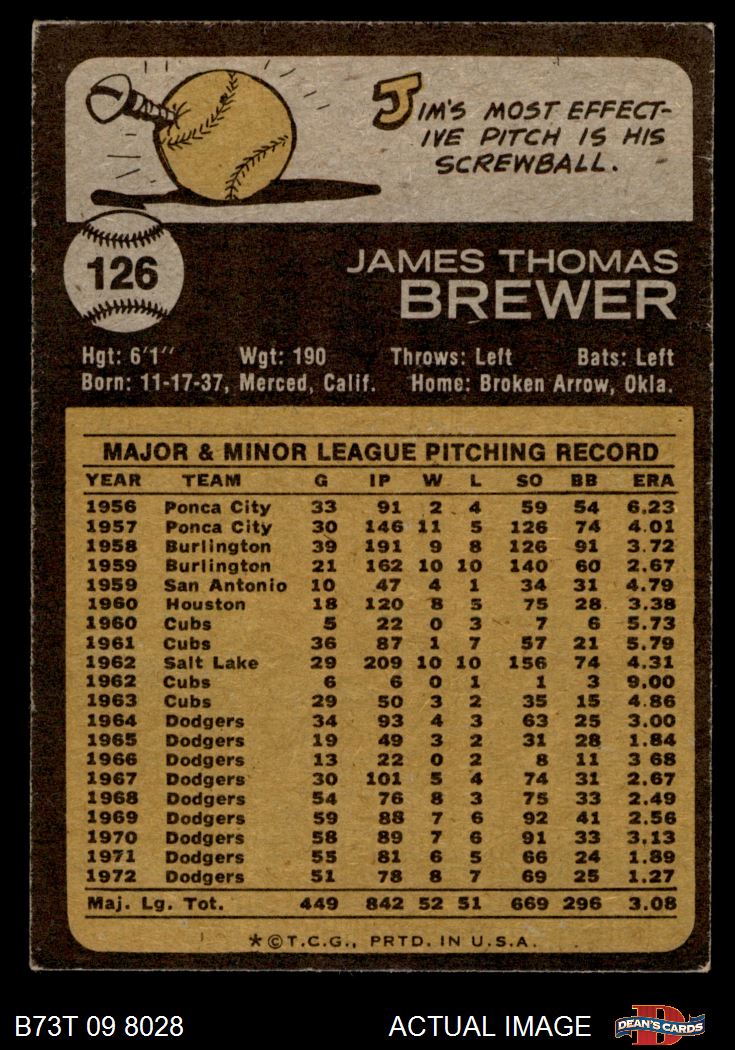 JIM'S MOST EFFECT-
IVE PITCH IS HIS
SCREWBALL.
126
JAMES THOMAS
BREWER
Hgt: 6'1'' Wgt: 190 Throws: Left Bats: Left
Born: 11-17-37, Merced, Calif. Home: Broken Arrow, Okla.
MAJOR & MINOR LEAGUE PITCHING RECORD
YEAR TEAM G IP W L SO BB ERA
1956 Ponca City 33 91 2 4 59 54 6.23
1957 Ponca City 30 146 11 5 126 74 4.01
1958 Burlington 39 191 9 8 126 91 3.72
1959 Burlington 21 162 10 10 140 60 2.67
1959 San Antonio 10 47 4 1 34 31 4.79
1960 Houston 18 120 8 5 75 28 3.38
1960 Cubs 5 22 0 3 7 6 5.73
1961 Cubs 36 87 1 7 57 21 5.79
1962 Salt Lake 29 209 10 10 156 74 4.31
1962 Cubs 6 6 0 1 1 3 9.00
1963 Cubs 29 50 3 2 35 15 4.86
1964 Dodgers 34 93 4 3 63 25 3.00
1965 Dodgers 19 49 3 2 31 28 1.84
1966 Dodgers 13 22 0 2 8 11 3 68
1967 Dodgers 30 101 5 4 74 31 2.67
1968 Dodgers 54 76 8 3 75 33 2.49
1969 Dodgers 59 88 7 6 92 41 2.56
1970 Dodgers 58 89 7 6 91 33 3.13
1971 Dodgers 55 81 6 5 66 24 1.89
1972 Dodgers 51 78 8 7 69 25 1.27
Maj. Lg. Tot. 449 842 52 51 669 296 3.08
*©T.C.G., PRTD. IN U.S.A.
B73T 09 8028 ACTUAL IMAGE DEAN'S CARDS